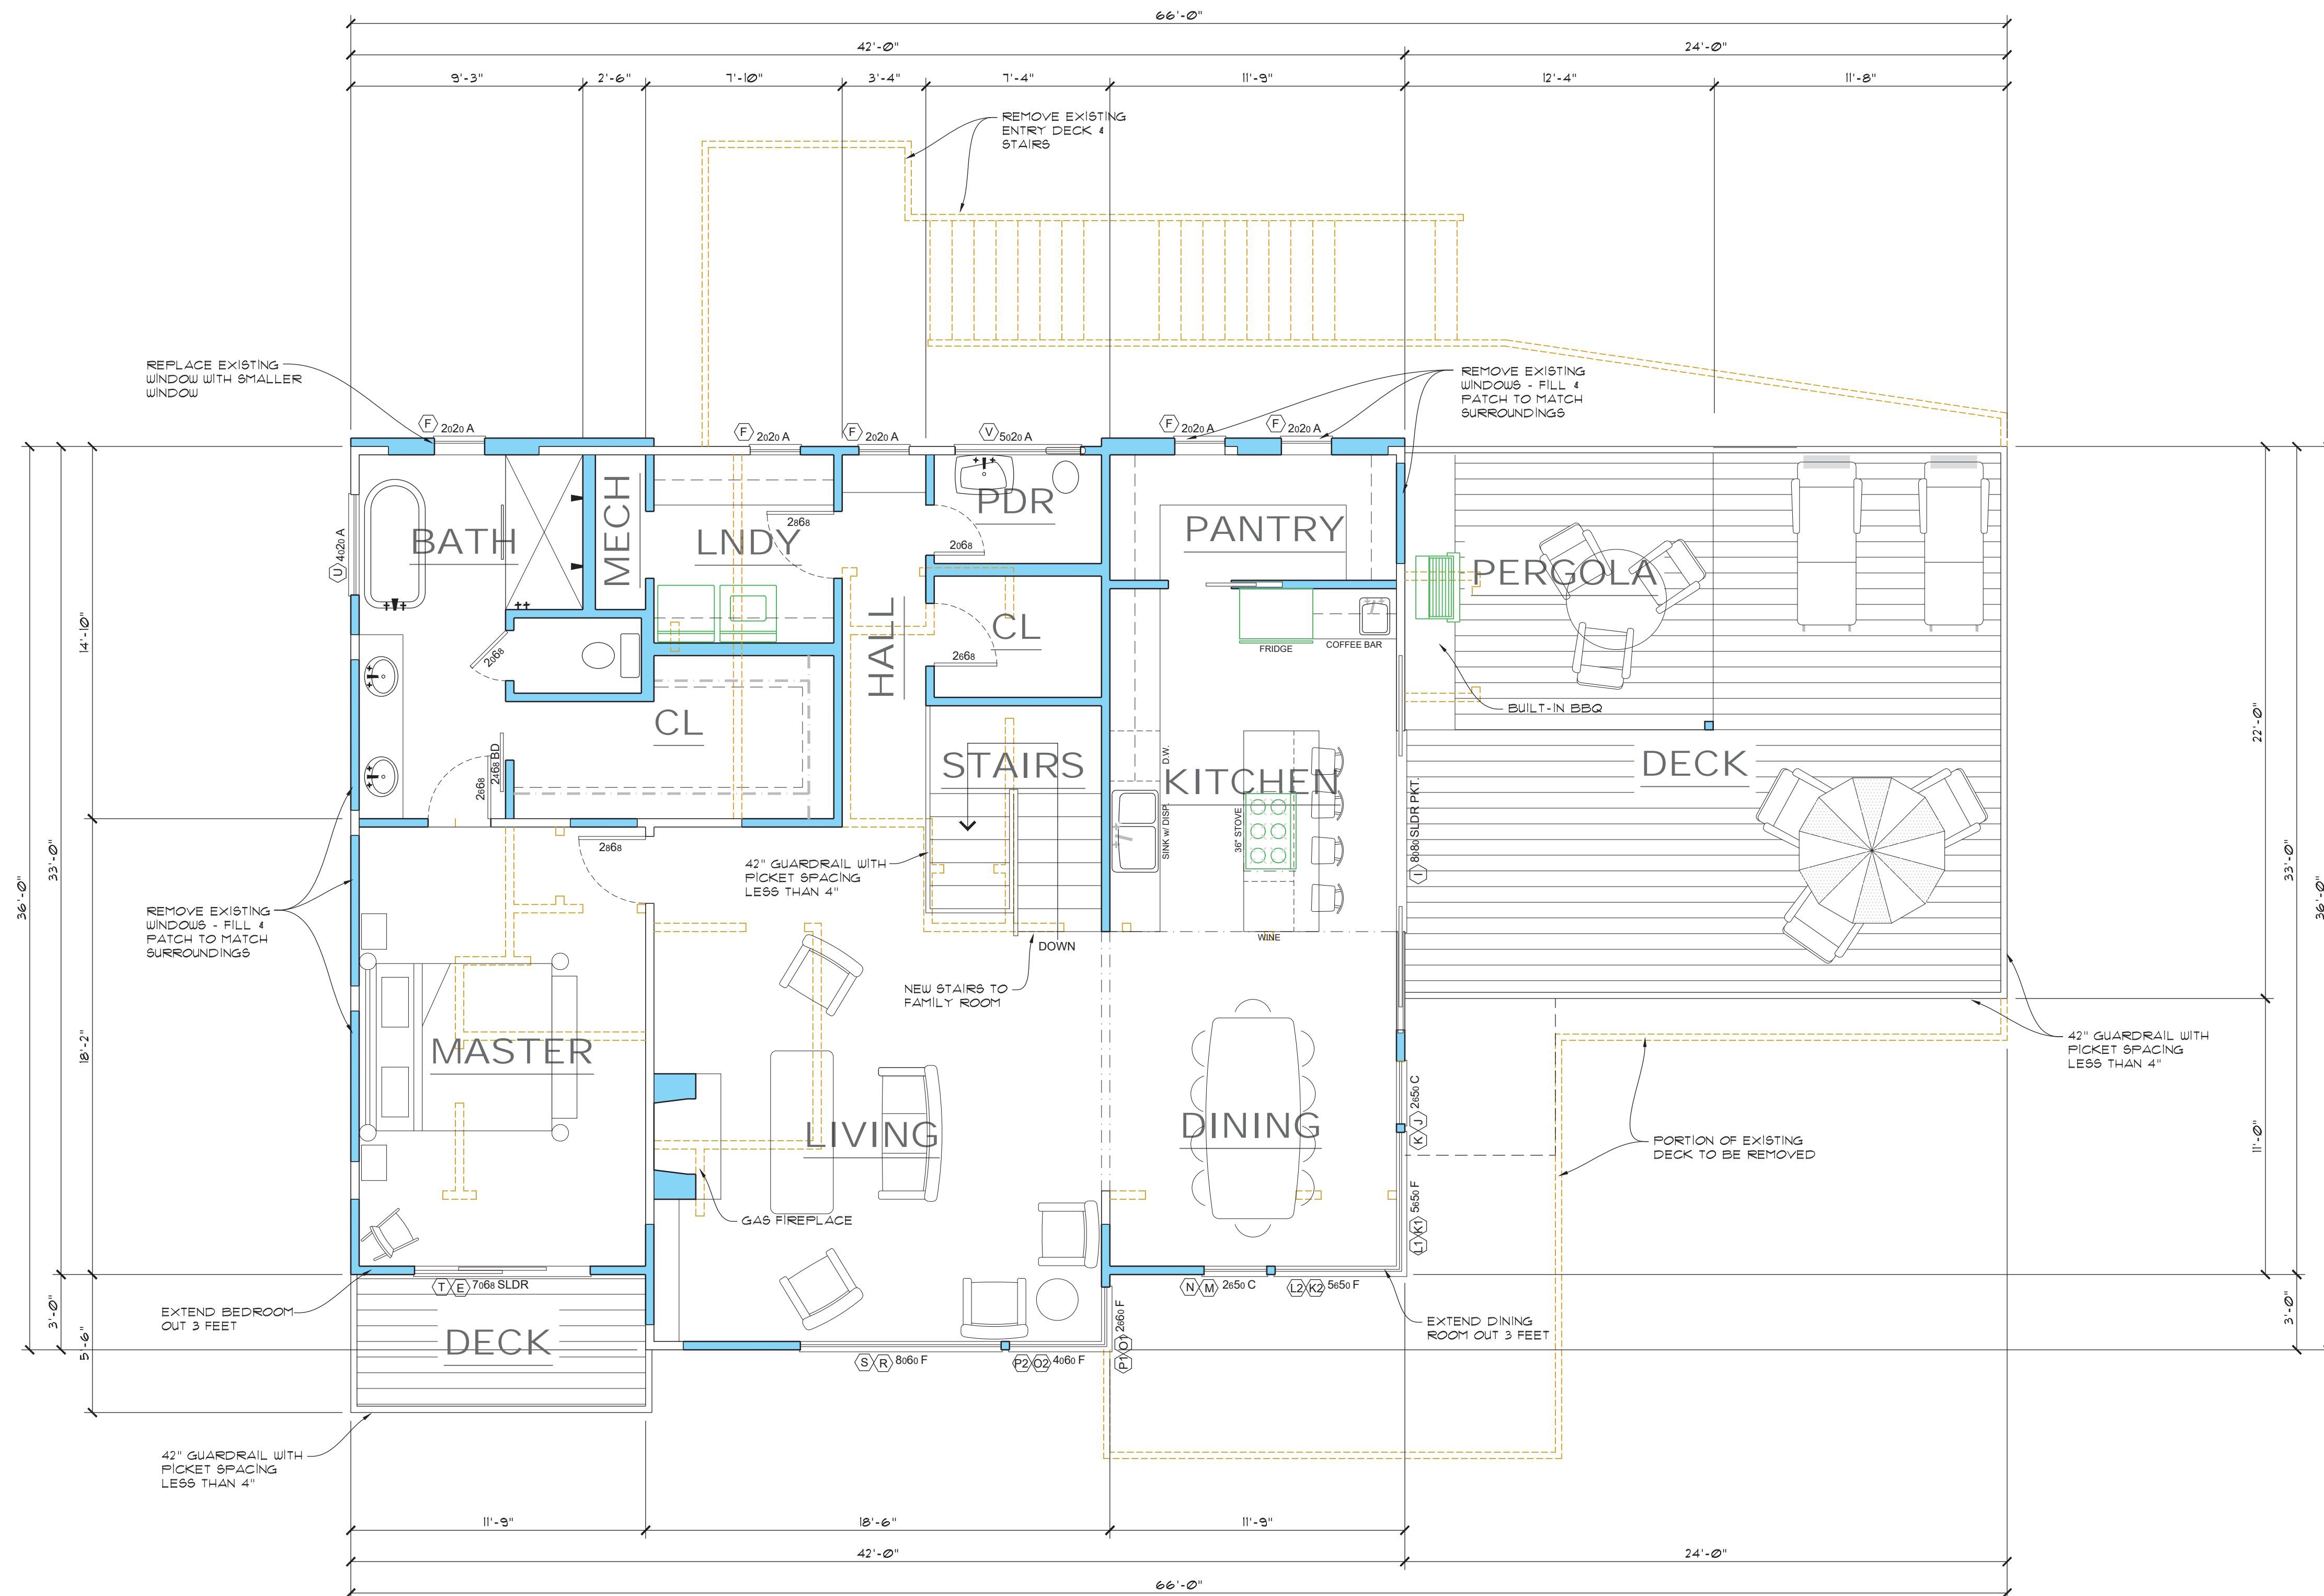 66'-0"
42'-0"
24'-0"
9'-3"
2'-6"
7'-10"
3'-4"
7'-4"
11'-9"
12'-4"
11'-8"
REMOVE EXISTING
ENTRY DECK &
STAIRS
REPLACE EXISTING
WINDOW WITH SMALLER
WINDOW
REMOVE EXISTING
WINDOWS - FILL &
PATCH TO MATCH
SURROUNDINGS
F 2020 A
F 2020 A
F 2020 A
V 5020 A
F 2020 A
F 2020 A
U 4020 A
BATH
MECH
LNDY
2868
PDR
2068
PANTRY
PERGOLA
HALL
CL
2668
2068
FRIDGE
COFFEE BAR
BUILT-IN BBQ
CL
2668
2468 BD
STAIRS
D.W.
KITCHEN
SINK w/ DISP.
36" STOVE
I 8080 SLDR PKT.
DECK
2868
42" GUARDRAIL WITH
PICKET SPACING
LESS THAN 4"
REMOVE EXISTING
WINDOWS - FILL &
PATCH TO MATCH
SURROUNDINGS
DOWN
WINE
NEW STAIRS TO
FAMILY ROOM
MASTER
LIVING
DINING
K J 2650 C
L1 K1 5650 F
42" GUARDRAIL WITH
PICKET SPACING
LESS THAN 4"
PORTION OF EXISTING
DECK TO BE REMOVED
GAS FIREPLACE
T E 7068 SLDR
N M 2650 C
L2 K2 5650 F
EXTEND BEDROOM
OUT 3 FEET
DECK
P1 O1 2660 F
EXTEND DINING
ROOM OUT 3 FEET
S R 8060 F
P2 O2 4060 F
42" GUARDRAIL WITH
PICKET SPACING
LESS THAN 4"
36'-0"
33'-0"
14'-10"
18'-2"
3'-0"
5'-6"
22'-0"
33'-0"
36'-0"
11'-0"
3'-0"
11'-9"
18'-6"
11'-9"
42'-0"
24'-0"
66'-0"